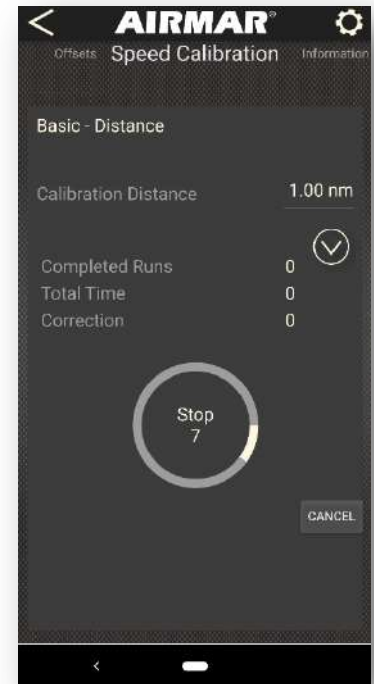 AIRMAR®
Offsets Speed Calibration Information
Basic - Distance
Calibration Distance 1.00 nm
Completed Runs 0
Total Time 0
Correction 0
Stop
7
CANCEL